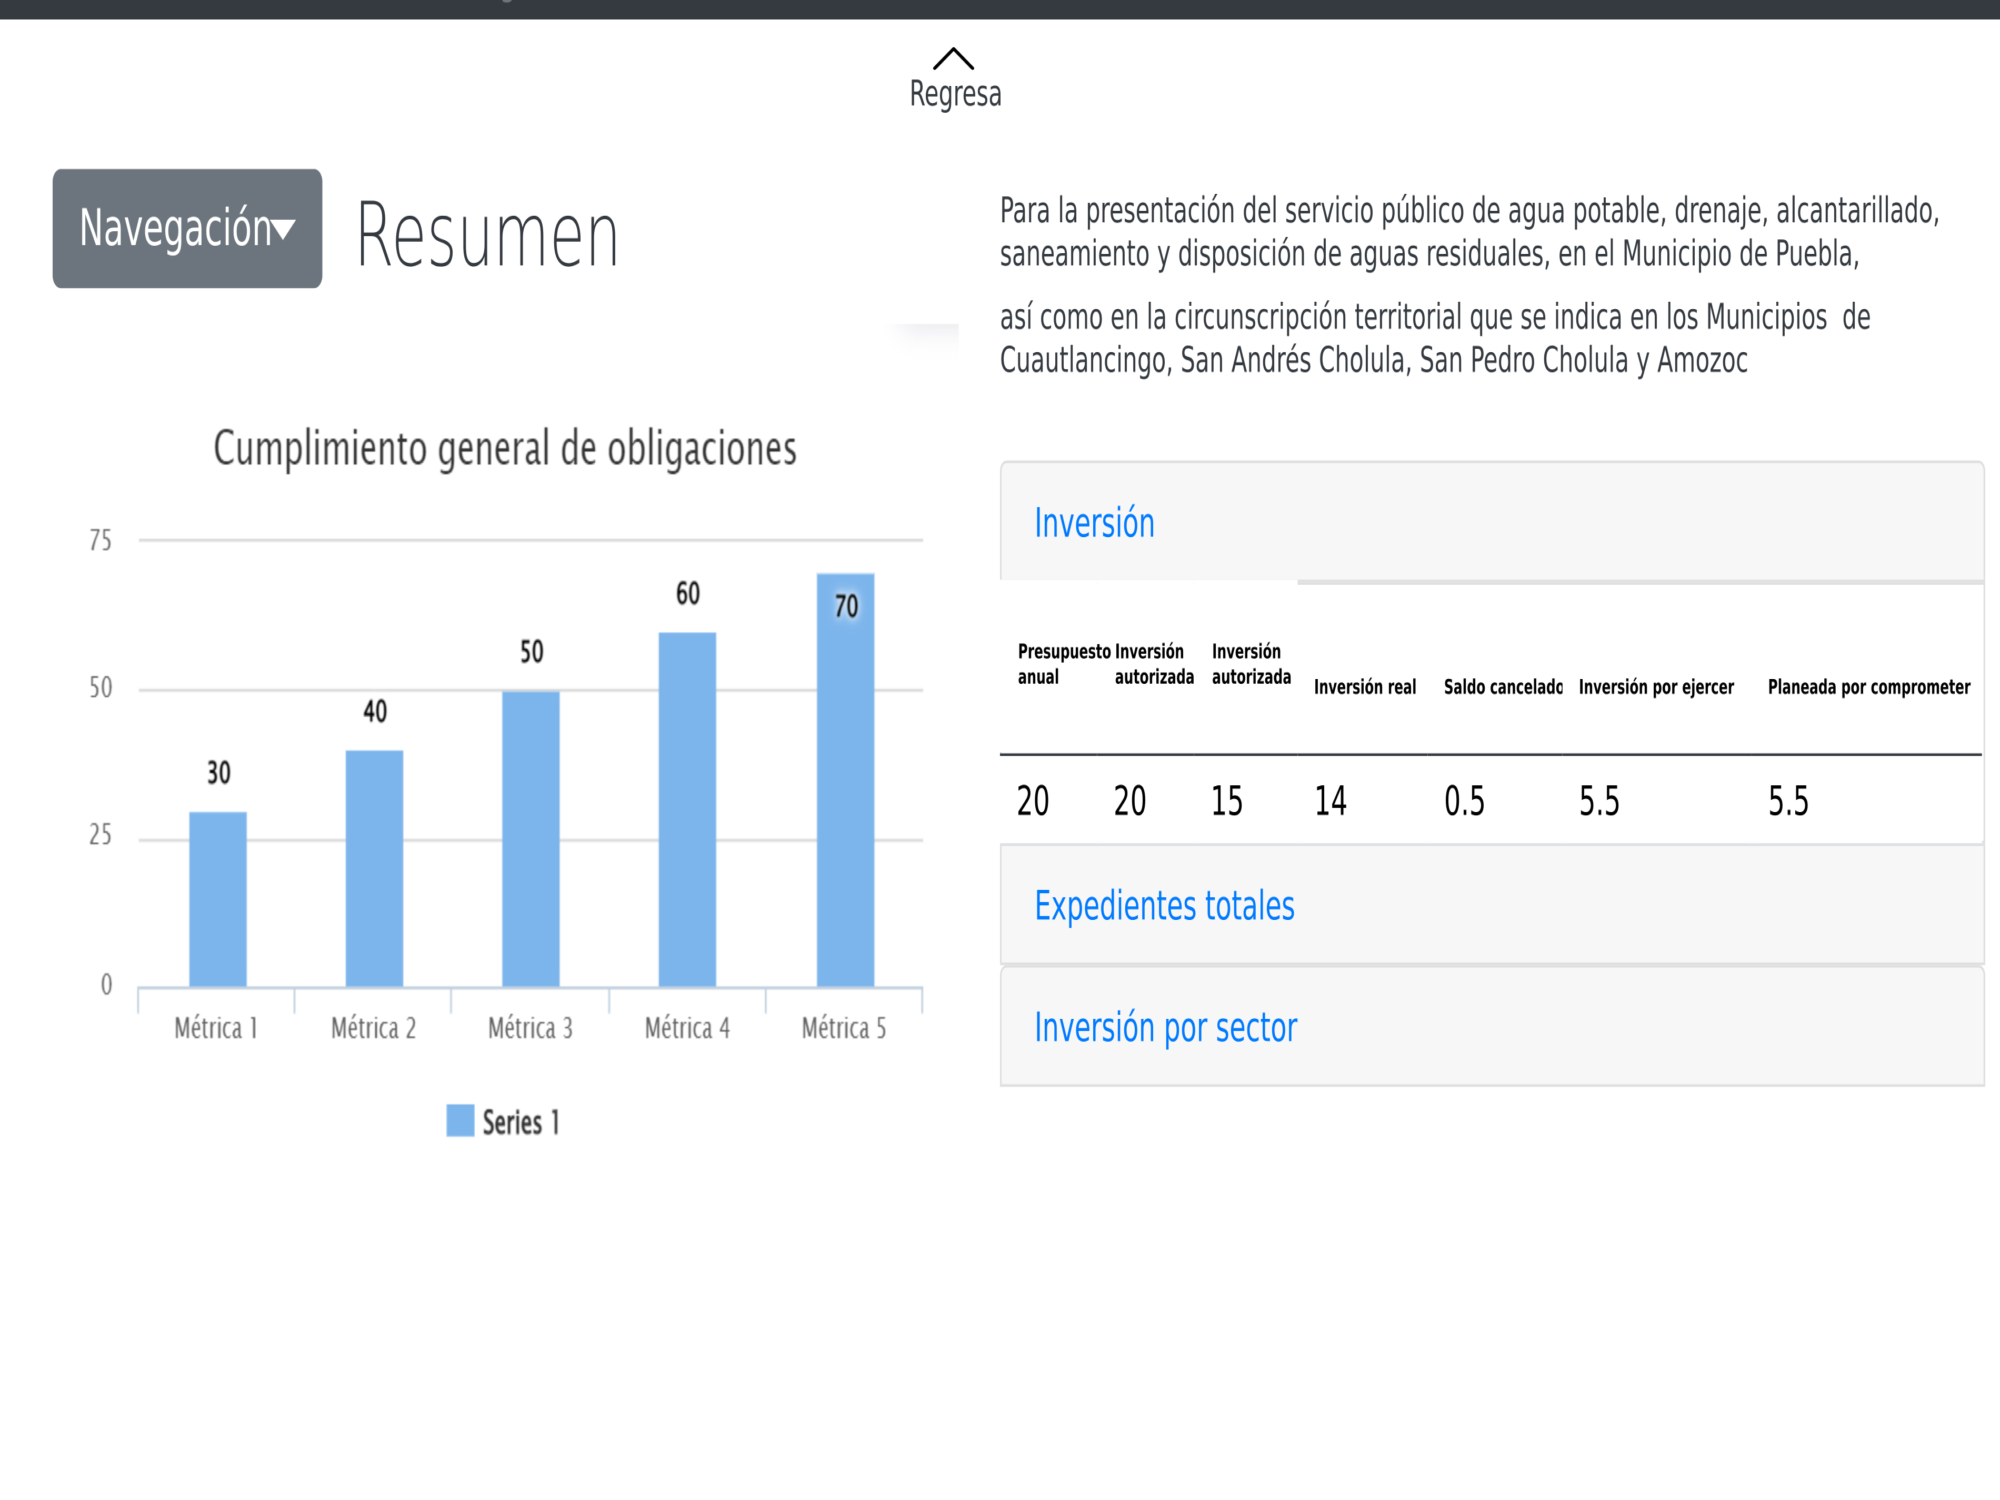 Regresa
Navegación
Resumen
Para la presentación del servicio público de agua potable, drenaje, alcantarillado,
saneamiento y disposición de aguas residuales, en el Municipio de Puebla,
así como en la circunscripción territorial que se indica en los Municipios de
Cuautlancingo, San Andrés Cholula, San Pedro Cholula y Amozoc
Cumplimiento general de obligaciones
75
50
25
0
30
40
50
60
70
Métrica 1
Métrica 2
Métrica 3
Métrica 4
Métrica 5
Series 1
Inversión
Presupuesto anual
Inversión autorizada
Inversión autorizada
Inversión real
Saldo cancelado
Inversión por ejercer
Planeada por comprometer
20 20 15 14 0.5 5.5 5.5
Expedientes totales
Inversión por sector